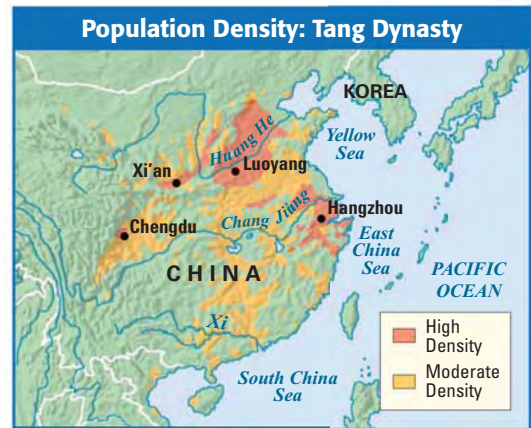 Population Density: Tang Dynasty
KOREA
Yellow
Sea
Huang He
Xi'an
Luoyang
Chengdu
Chang Jiang
Hangzhou
East
China
Sea
CHINA
PACIFIC
OCEAN
Xi
South China
Sea
High
Density
Moderate
Density